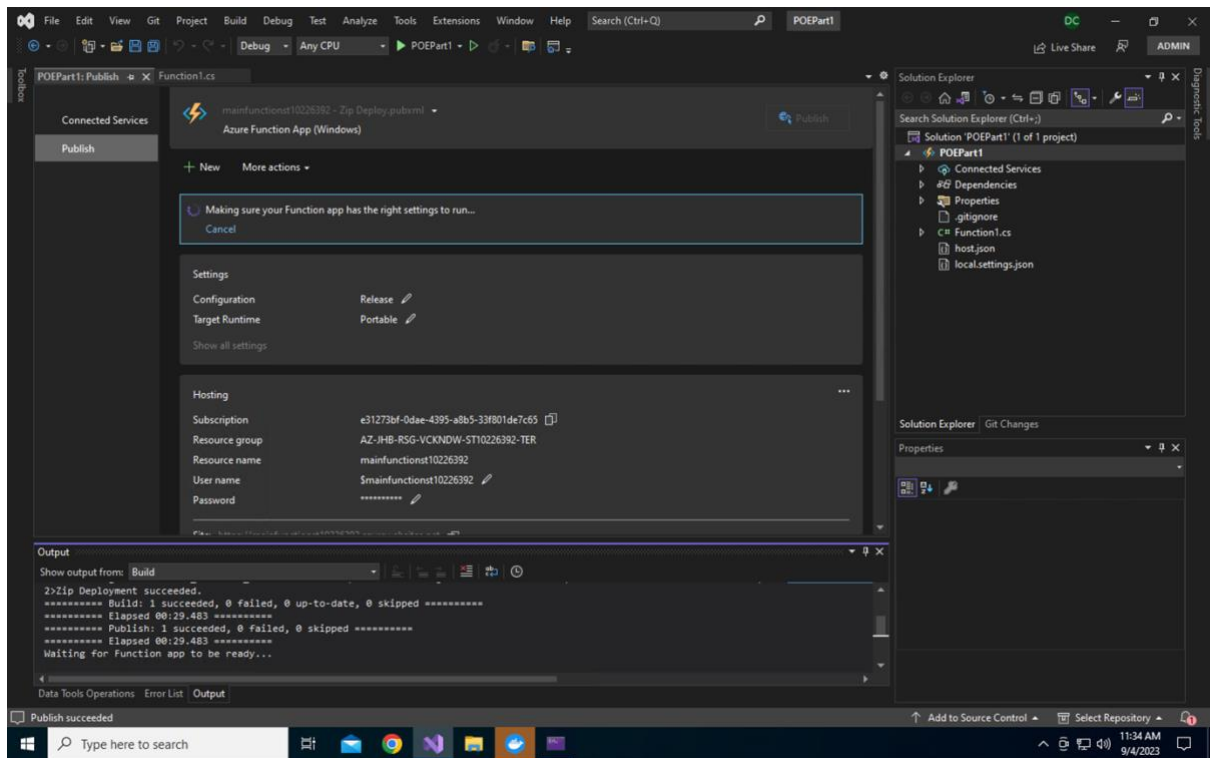 File Edit View Git Project Build Debug Test Analyze Tools Extensions Window Help Search (Ctrl+Q) POEPart1 DC
Debug Any CPU POEPart1 Live Share ADMIN
Toolbox
POEPart1: Publish Function1.cs
Connected Services
Publish
mainfunctionst10226392 - Zip Deploy.pubxml
Azure Function App (Windows)
Publish
New More actions
Making sure your Function app has the right settings to run...
Cancel
Settings
Configuration Release
Target Runtime Portable
Show all settings
Hosting
Subscription e31273bf-0dae-4395-a8b5-33f801de7c65
Resource group AZ-JHB-RSG-VCKNDW-ST10226392-TER
Resource name mainfunctionst10226392
User name $mainfunctionst10226392
Password **********
Solution Explorer
Search Solution Explorer (Ctrl+;)
Solution 'POEPart1' (1 of 1 project)
POEPart1
Connected Services
Dependencies
Properties
.gitignore
C# Function1.cs
host.json
local.settings.json
Solution Explorer Git Changes
Properties
Diagnostic Tools
Output
Show output from: Build
2>Zip Deployment succeeded.
========== Build: 1 succeeded, 0 failed, 0 up-to-date, 0 skipped ==========
========== Elapsed 00:29.483 ==========
========== Publish: 1 succeeded, 0 failed, 0 skipped ==========
========== Elapsed 00:29.483 ==========
Waiting for Function app to be ready...
Data Tools Operations Error List Output
Publish succeeded Add to Source Control Select Repository
Type here to search
11:34 AM
9/4/2023